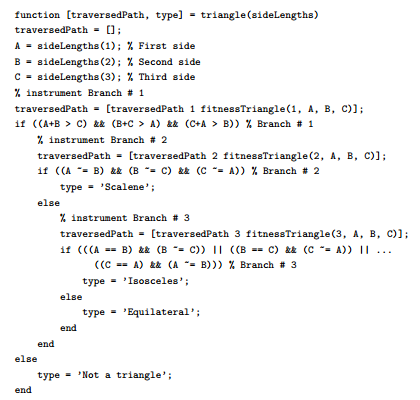 function [traversedPath, type] = triangle(sideLengths)
traversedPath = [];
A = sideLengths(1); % First side
B = sideLengths(2); % Second side
C = sideLengths(3); % Third side
% instrument Branch # 1
traversedPath = [traversedPath 1 fitnessTriangle(1, A, B, C)];
if ((A+B > C) && (B+C > A) && (C+A > B)) % Branch # 1
% instrument Branch # 2
traversedPath = [traversedPath 2 fitnessTriangle(2, A, B, C)];
if ((A ~= B) && (B ~= C) && (C ~= A)) % Branch # 2
type = 'Scalene';
else
% instrument Branch # 3
traversedPath = [traversedPath 3 fitnessTriangle(3, A, B, C)];
if (((A == B) && (B ~= C)) || ((B == C) && (C ~= A)) || ...
((C == A) && (A ~= B))) % Branch # 3
type = 'Isosceles';
else
type = 'Equilateral';
end
end
else
type = 'Not a triangle';
end